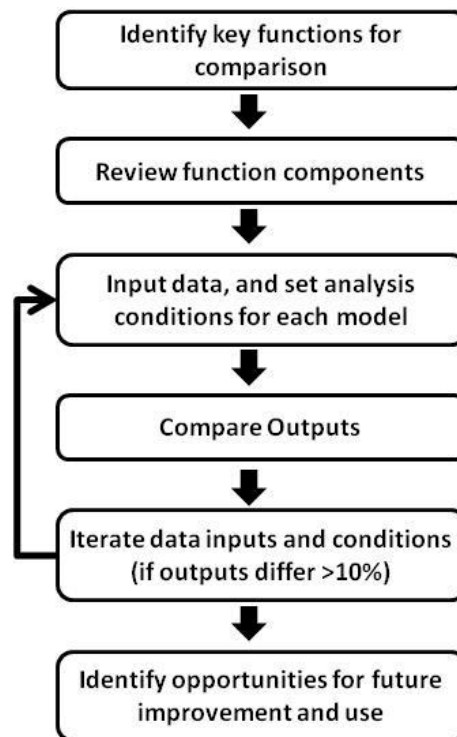 Identify key functions for
comparison
Review function components
Input data, and set analysis
conditions for each model
Compare Outputs
Iterate data inputs and conditions
(if outputs differ >10%)
Identify opportunities for future
improvement and use